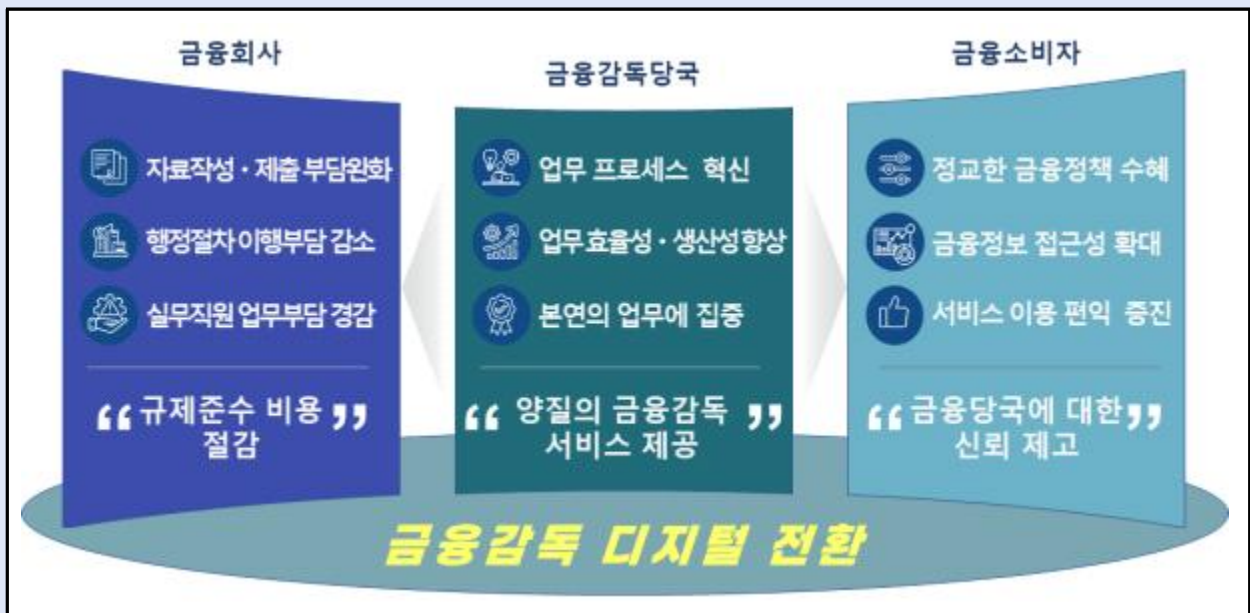 금융회사
자료작성·제출 부담완화
행정절차 이행부담 감소
실무직원 업무부담 경감
“ 규제준수 비용 ”
절감
금융감독당국
업무 프로세스 혁신
업무 효율성·생산성 향상
본연의 업무에 집중
“ 양질의 금융감독 ”
서비스 제공
금융소비자
정교한 금융정책 수혜
금융정보 접근성 확대
서비스 이용 편익 증진
“ 금융당국에 대한 ”
신뢰 제고
금융감독 디지털 전환